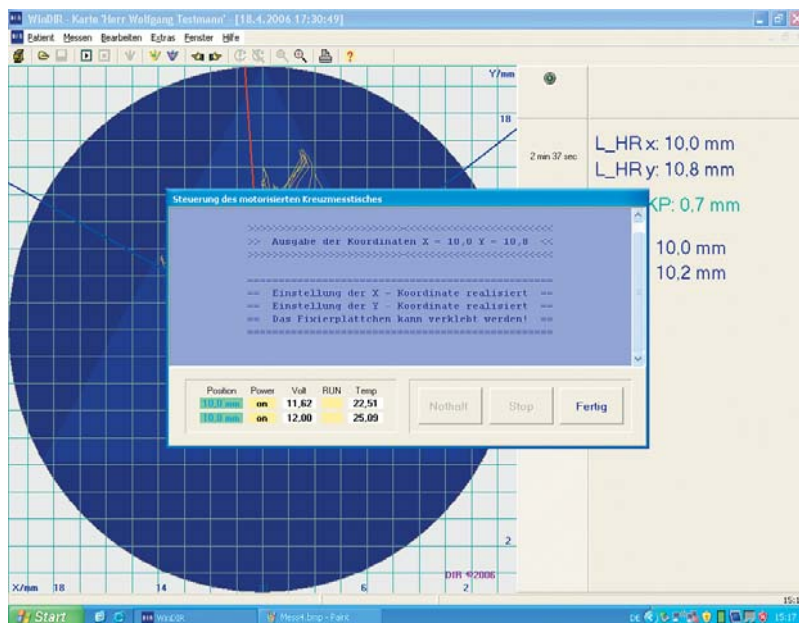 WinDIR - Karte 'Herr Wolfgang Testmann' - [18.4.2006 17:30:49]
Patient Messen Bearbeiten Extras Fenster Hilfe
Y/mm
18
2 min 37 sec
L_HR x: 10,0 mm
L_HR y: 10,8 mm
KP: 0,7 mm
10,0 mm
10,2 mm
Steuerung des motorisierten Kreuzmesstisches
>> Ausgabe der Koordinaten X = 10,0 Y = 10,8 <<
== Einstellung der X - Koordinate realisiert ==
== Einstellung der Y - Koordinate realisiert ==
== Das Fixierplättchen kann verklebt werden! ==
Position Power Volt RUN Temp
10,0 mm on 11,62 22,51
10,8 mm on 12,00 25,09
Nothalt Stop Fertig
2
DIR ©2006
X/mm 18 14 6 2
Start WinDIR Mess4.bmp - Paint DE 15:17